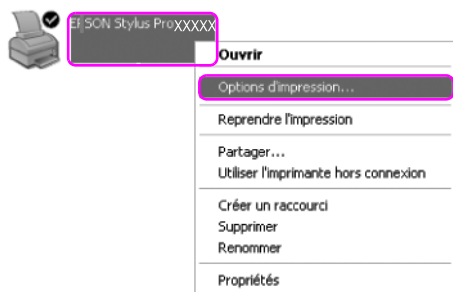 EPSON Stylus ProXXXXX
Ouvrir
Options d'impression...
Reprendre l'impression
Partager...
Utiliser l'imprimante hors connexion
Créer un raccourci
Supprimer
Renommer
Propriétés